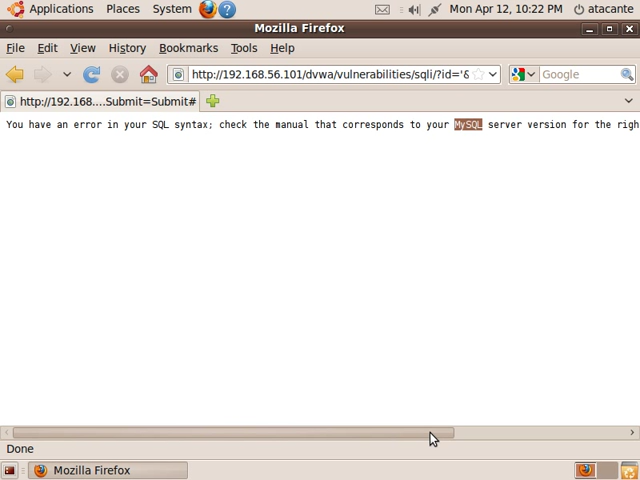 Applications Places System Mon Apr 12, 10:22 PM atacante
Mozilla Firefox
File Edit View History Bookmarks Tools Help
http://192.168.56.101/dvwa/vulnerabilities/sqli/?id='& Google
http://192.168....Submit=Submit#
You have an error in your SQL syntax; check the manual that corresponds to your MySQL server version for the righ
Done
Mozilla Firefox